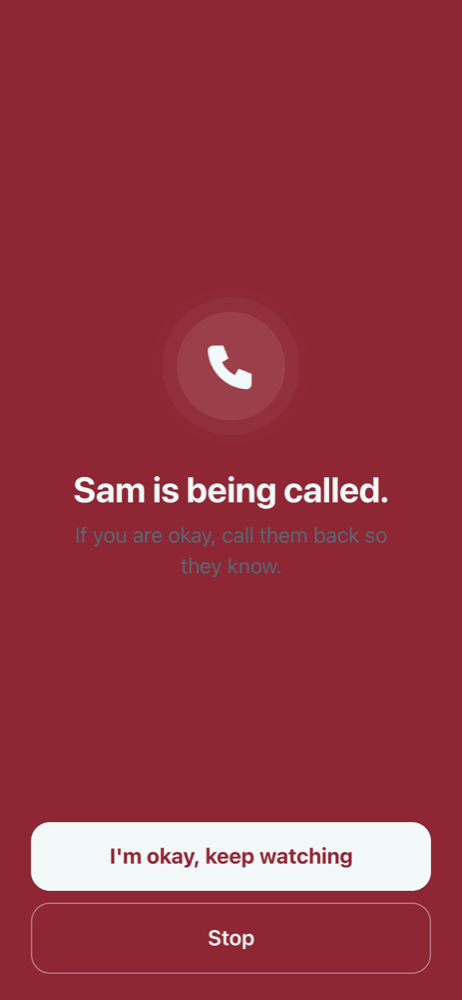 Sam is being called.
If you are okay, call them back so
they know.
I'm okay, keep watching
Stop